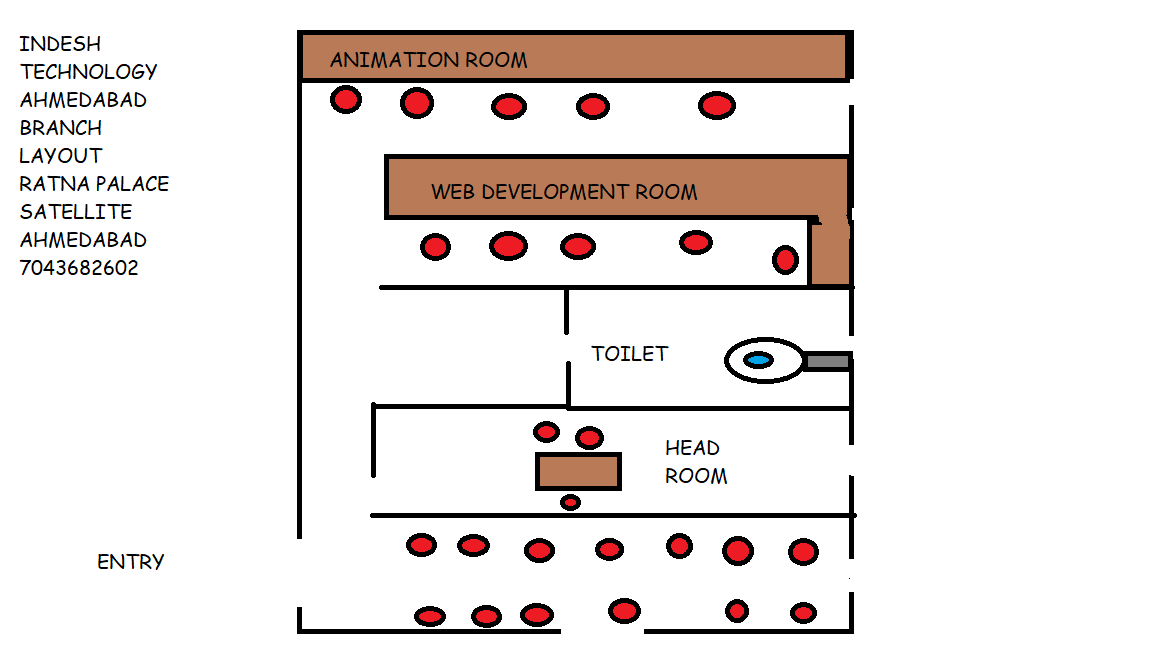 INDESH
TECHNOLOGY
AHMEDABAD
BRANCH
LAYOUT
RATNA PALACE
SATELLITE
AHMEDABAD
7043682602
ANIMATION ROOM
WEB DEVELOPMENT ROOM
TOILET
HEAD
ROOM
ENTRY